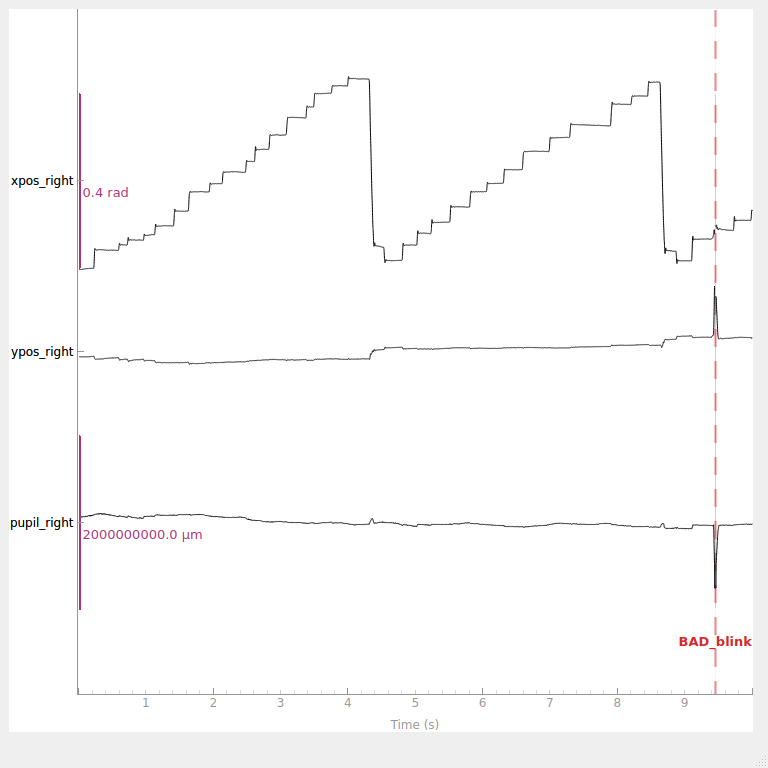 xpos_right
0.4 rad
ypos_right
pupil_right
2000000000.0 µm
BAD_blink
1 2 3 4 5 6 7 8 9
Time (s)